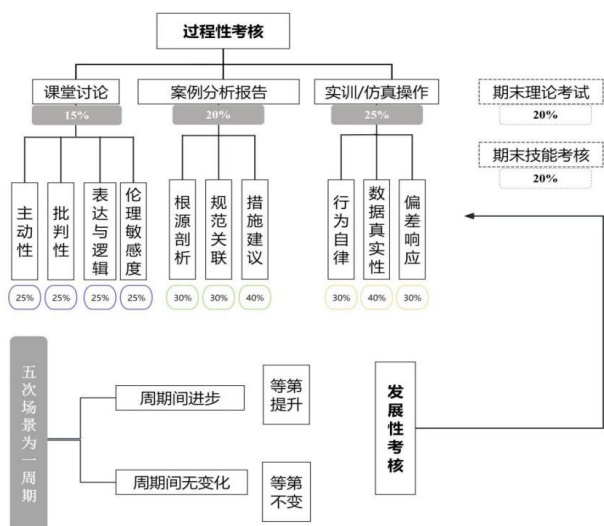 过程性考核
课堂讨论
15%
案例分析报告
20%
实训/仿真操作
25%
期末理论考试
20%
期末技能考核
20%
主动性
批判性
表达与逻辑
伦理敏感度
根源剖析
规范关联
措施建议
行为自律
数据真实性
偏差响应
25%
25%
25%
25%
30%
30%
40%
30%
40%
30%
五次场景为一周期
周期间进步
等第
提升
周期间无变化
等第
不变
发展性考核